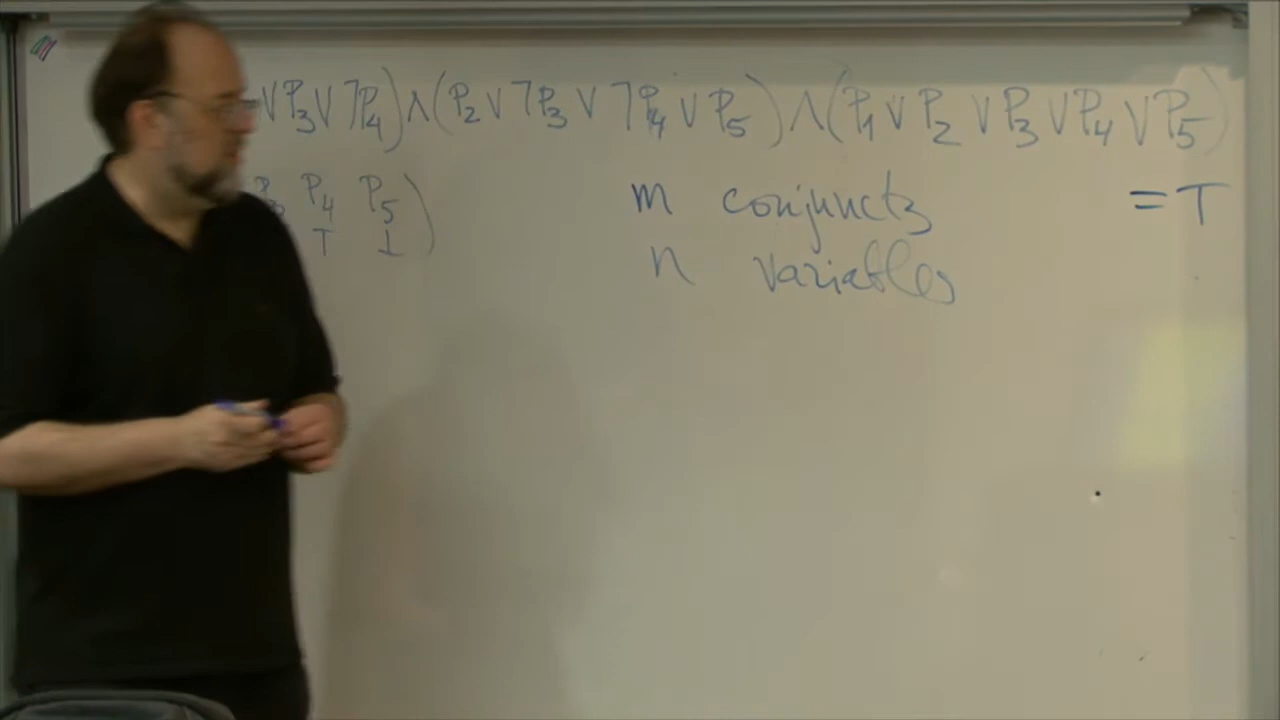 ∨P₃∨¬P₄)∧(P₂∨¬P₃∨¬P₄∨P₅)∧(P₁∨P₂∨P₃∨P₄∨P₅)
P₄ P₅) m conjuncts =T
T ⊥ n variables